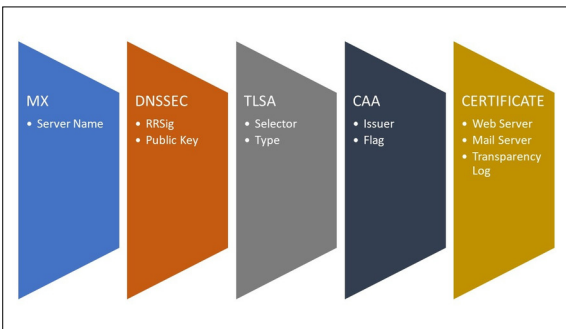 MX
• Server Name
DNSSEC
• RRSig
• Public Key
TLSA
• Selector
• Type
CAA
• Issuer
• Flag
CERTIFICATE
• Web Server
• Mail Server
• Transparency
Log